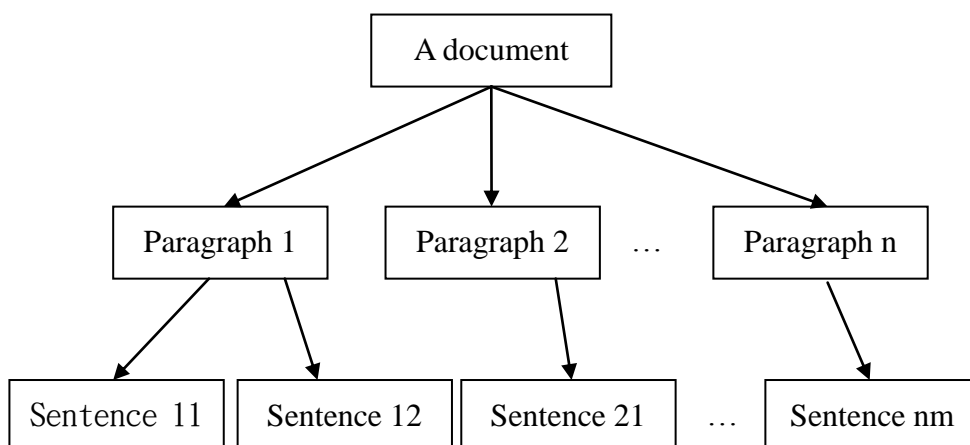 A document
Paragraph 1
Paragraph 2
…
Paragraph n
Sentence 11
Sentence 12
Sentence 21
…
Sentence nm